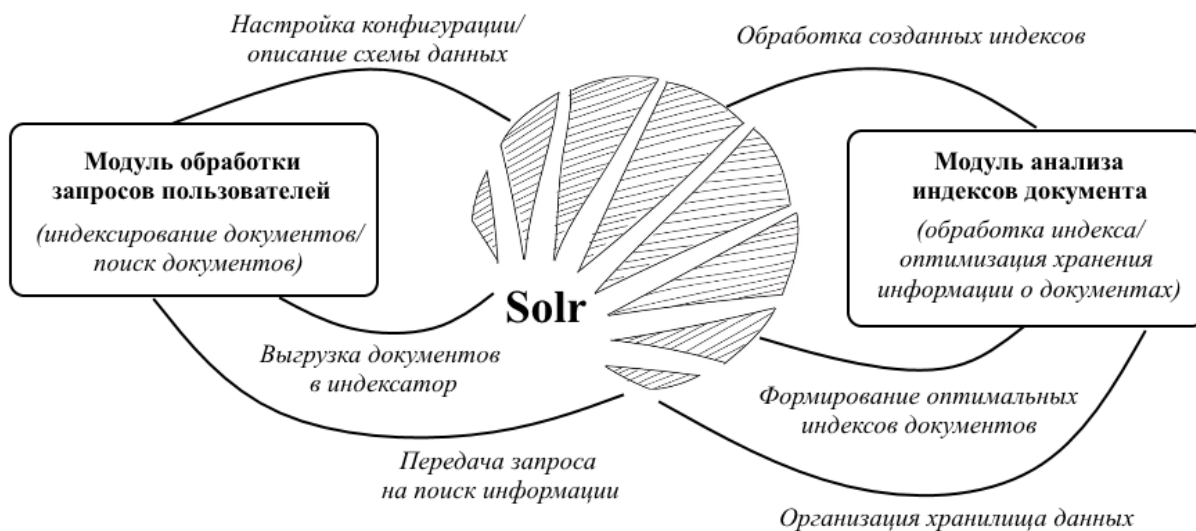 Настройка конфигурации/
описание схемы данных
Обработка созданных индексов
Модуль обработки
запросов пользователей
(индексирование документов/
поиск документов)
Solr
Модуль анализа
индексов документа
(обработка индекса/
оптимизация хранения
информации о документах)
Выгрузка документов
в индексатор
Формирование оптимальных
индексов документов
Передача запроса
на поиск информации
Организация хранилища данных